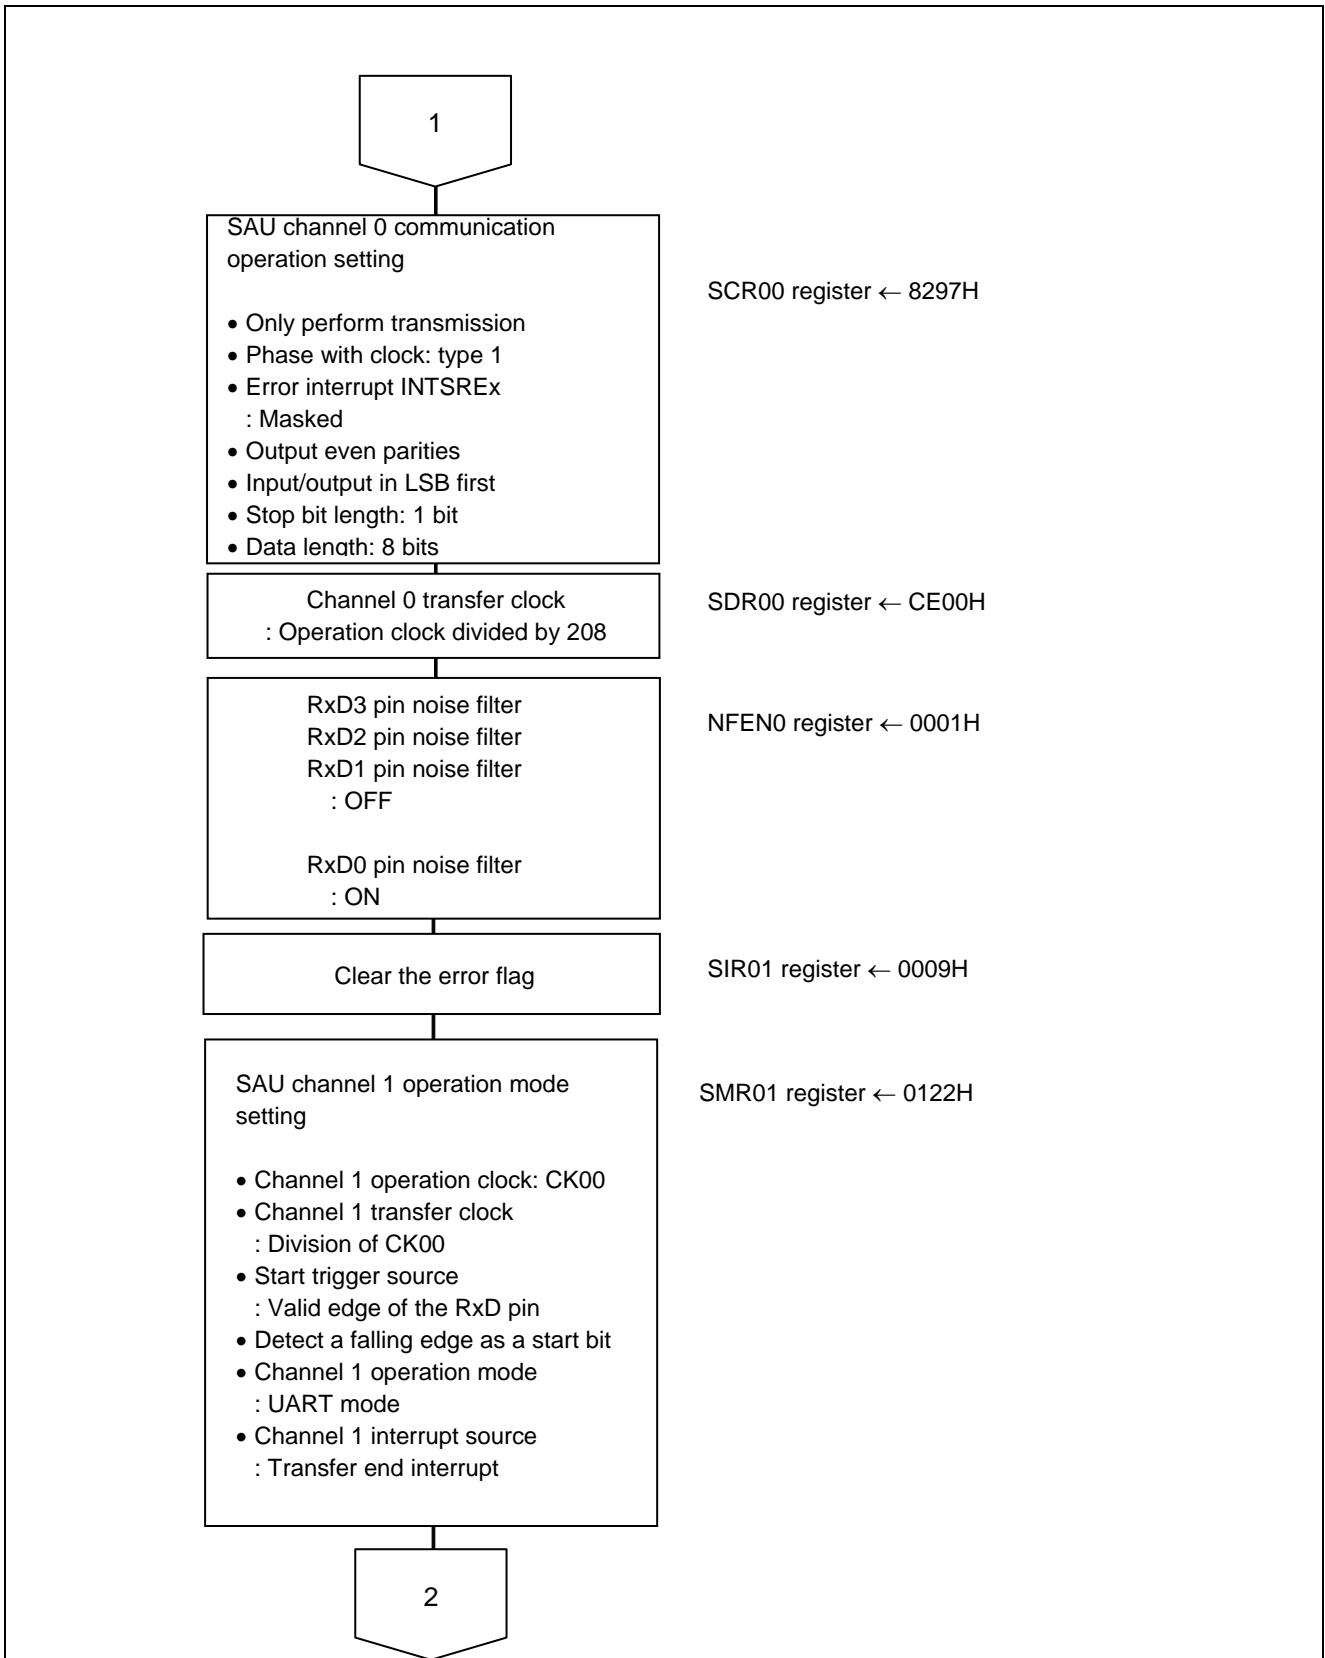 1
SAU channel 0 communication
operation setting
• Only perform transmission
• Phase with clock: type 1
• Error interrupt INTSREx
: Masked
• Output even parities
• Input/output in LSB first
• Stop bit length: 1 bit
• Data length: 8 bits
SCR00 register ← 8297H
Channel 0 transfer clock
: Operation clock divided by 208
SDR00 register ← CE00H
RxD3 pin noise filter
RxD2 pin noise filter
RxD1 pin noise filter
: OFF
RxD0 pin noise filter
: ON
NFEN0 register ← 0001H
Clear the error flag
SIR01 register ← 0009H
SAU channel 1 operation mode
setting
• Channel 1 operation clock: CK00
• Channel 1 transfer clock
: Division of CK00
• Start trigger source
: Valid edge of the RxD pin
• Detect a falling edge as a start bit
• Channel 1 operation mode
: UART mode
• Channel 1 interrupt source
: Transfer end interrupt
SMR01 register ← 0122H
2